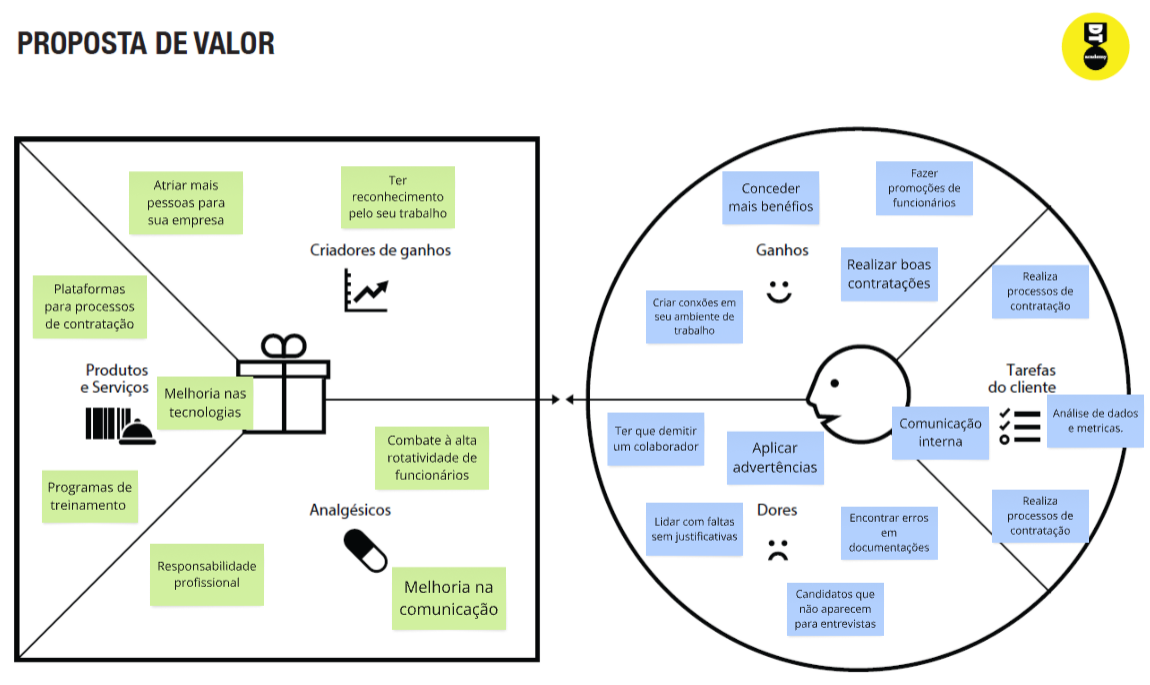 PROPOSTA DE VALOR
DT
academy
Atriar mais
pessoas para
sua empresa
Ter
reconhecimento
pelo seu trabalho
Criadores de ganhos
Plataformas
para processos
de contratação
Produtos
e Serviços
Melhoria nas
tecnologias
Programas de
treinamento
Combate à alta
rotatividade de
funcionários
Analgésicos
Responsabilidade
profissional
Melhoria na
comunicação
Conceder
mais benéfios
Fazer
promoções de
funcionários
Ganhos
Realizar boas
contratações
Criar conxões em
seu ambiente de
trabalho
Realiza
processos de
contratação
Tarefas
do cliente
Comunicação
interna
Análise de dados
e metricas.
Realiza
processos de
contratação
Ter que demitir
um colaborador
Aplicar
advertências
Dores
Lidar com faltas
sem justificativas
Encontrar erros
em
documentações
Candidatos que
não aparecem
para entrevistas